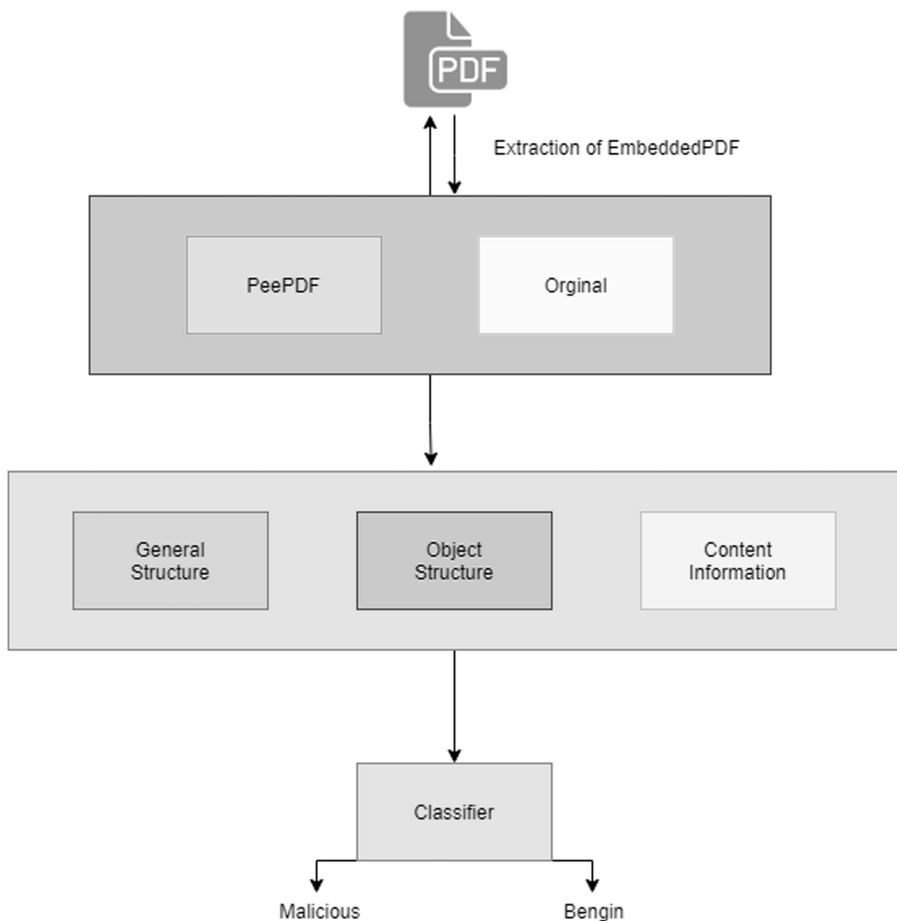 PDF
Extraction of EmbeddedPDF
PeePDF
Orginal
General
Structure
Object
Structure
Content
Information
Classifier
Malicious
Bengin